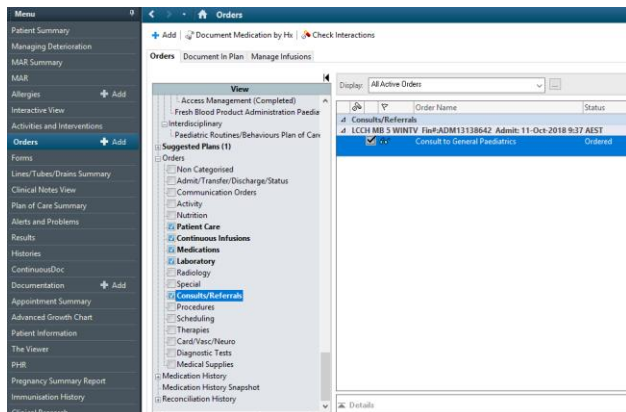 Menu
Patient Summary
Managing Deterioration
MAR Summary
MAR
Allergies + Add
Interactive View
Activities and Interventions
Orders + Add
Forms
Lines/Tubes/Drains Summary
Clinical Notes View
Plan of Care Summary
Alerts and Problems
Results
Histories
ContinuousDoc
Documentation + Add
Appointment Summary
Advanced Growth Chart
Patient Information
The Viewer
PHR
Pregnancy Summary Report
Immunisation History
Orders
+ Add Document Medication by Hx Check Interactions
Orders Document In Plan Manage Infusions
View
Access Management (Completed)
Fresh Blood Product Administration Paedia
Interdisciplinary
Paediatric Routines/Behaviours Plan of Care
Suggested Plans (1)
Orders
Non Categorised
Admit/Transfer/Discharge/Status
Communication Orders
Activity
Nutrition
Patient Care
Continuous Infusions
Medications
Laboratory
Radiology
Special
Consults/Referrals
Procedures
Scheduling
Therapies
Card/Vasc/Neuro
Diagnostic Tests
Medical Supplies
Medication History
Medication History Snapshot
Reconciliation History
Display: All Active Orders ...
Order Name Status
Consults/Referrals
LCCH MB 5 WINTV Fin#:ADM13138642 Admit: 11-Oct-2018 9:37 AEST
Consult to General Paediatrics Ordered
Details